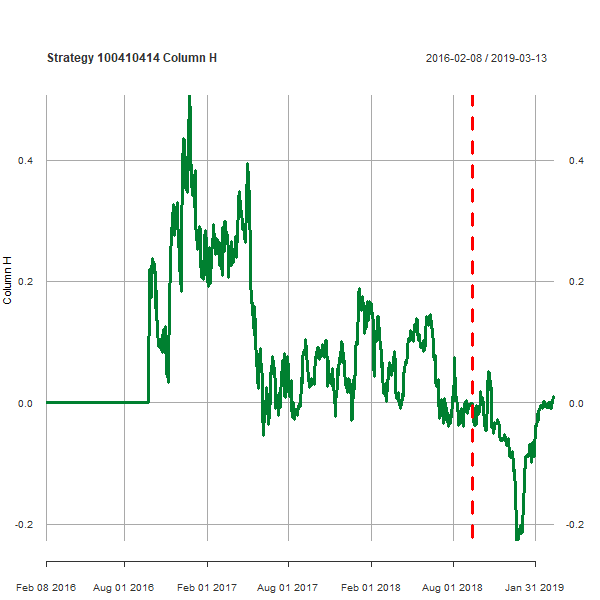 Strategy 100410414 Column H 2016-02-08 / 2019-03-13
0.4 0.4
0.2 0.2
Column H
0.0 0.0
-0.2 -0.2
Feb 08 2016 Aug 01 2016 Feb 01 2017 Aug 01 2017 Feb 01 2018 Aug 01 2018 Jan 31 2019